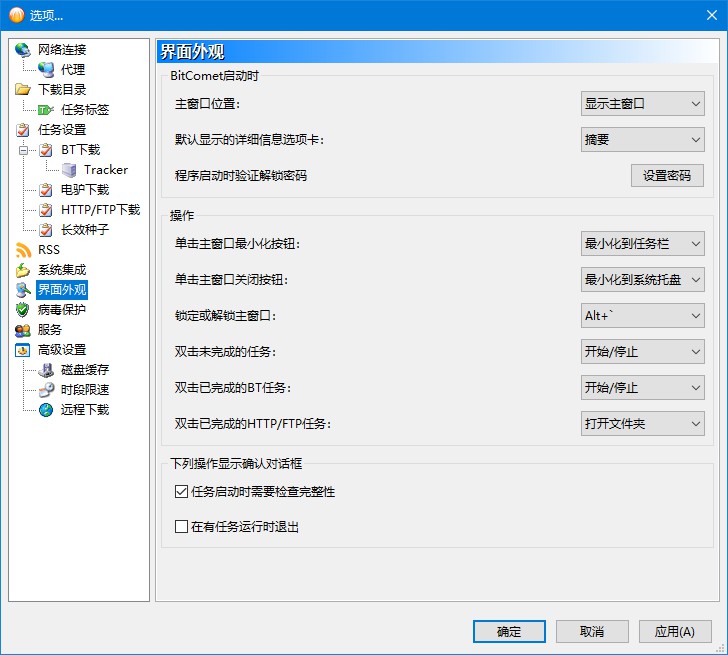 选项...
网络连接
代理
下载目录
任务标签
任务设置
BT下载
Tracker
电驴下载
HTTP/FTP下载
长效种子
RSS
系统集成
界面外观
病毒保护
服务
高级设置
磁盘缓存
时段限速
远程下载
界面外观
BitComet启动时
主窗口位置: 显示主窗口
默认显示的详细信息选项卡: 摘要
程序启动时验证解锁密码 设置密码
操作
单击主窗口最小化按钮: 最小化到任务栏
单击主窗口关闭按钮: 最小化到系统托盘
锁定或解锁主窗口: Alt+`
双击未完成的任务: 开始/停止
双击已完成的BT任务: 开始/停止
双击已完成的HTTP/FTP任务: 打开文件夹
下列操作显示确认对话框
任务启动时需要检查完整性
在有任务运行时退出
确定 取消 应用(A)